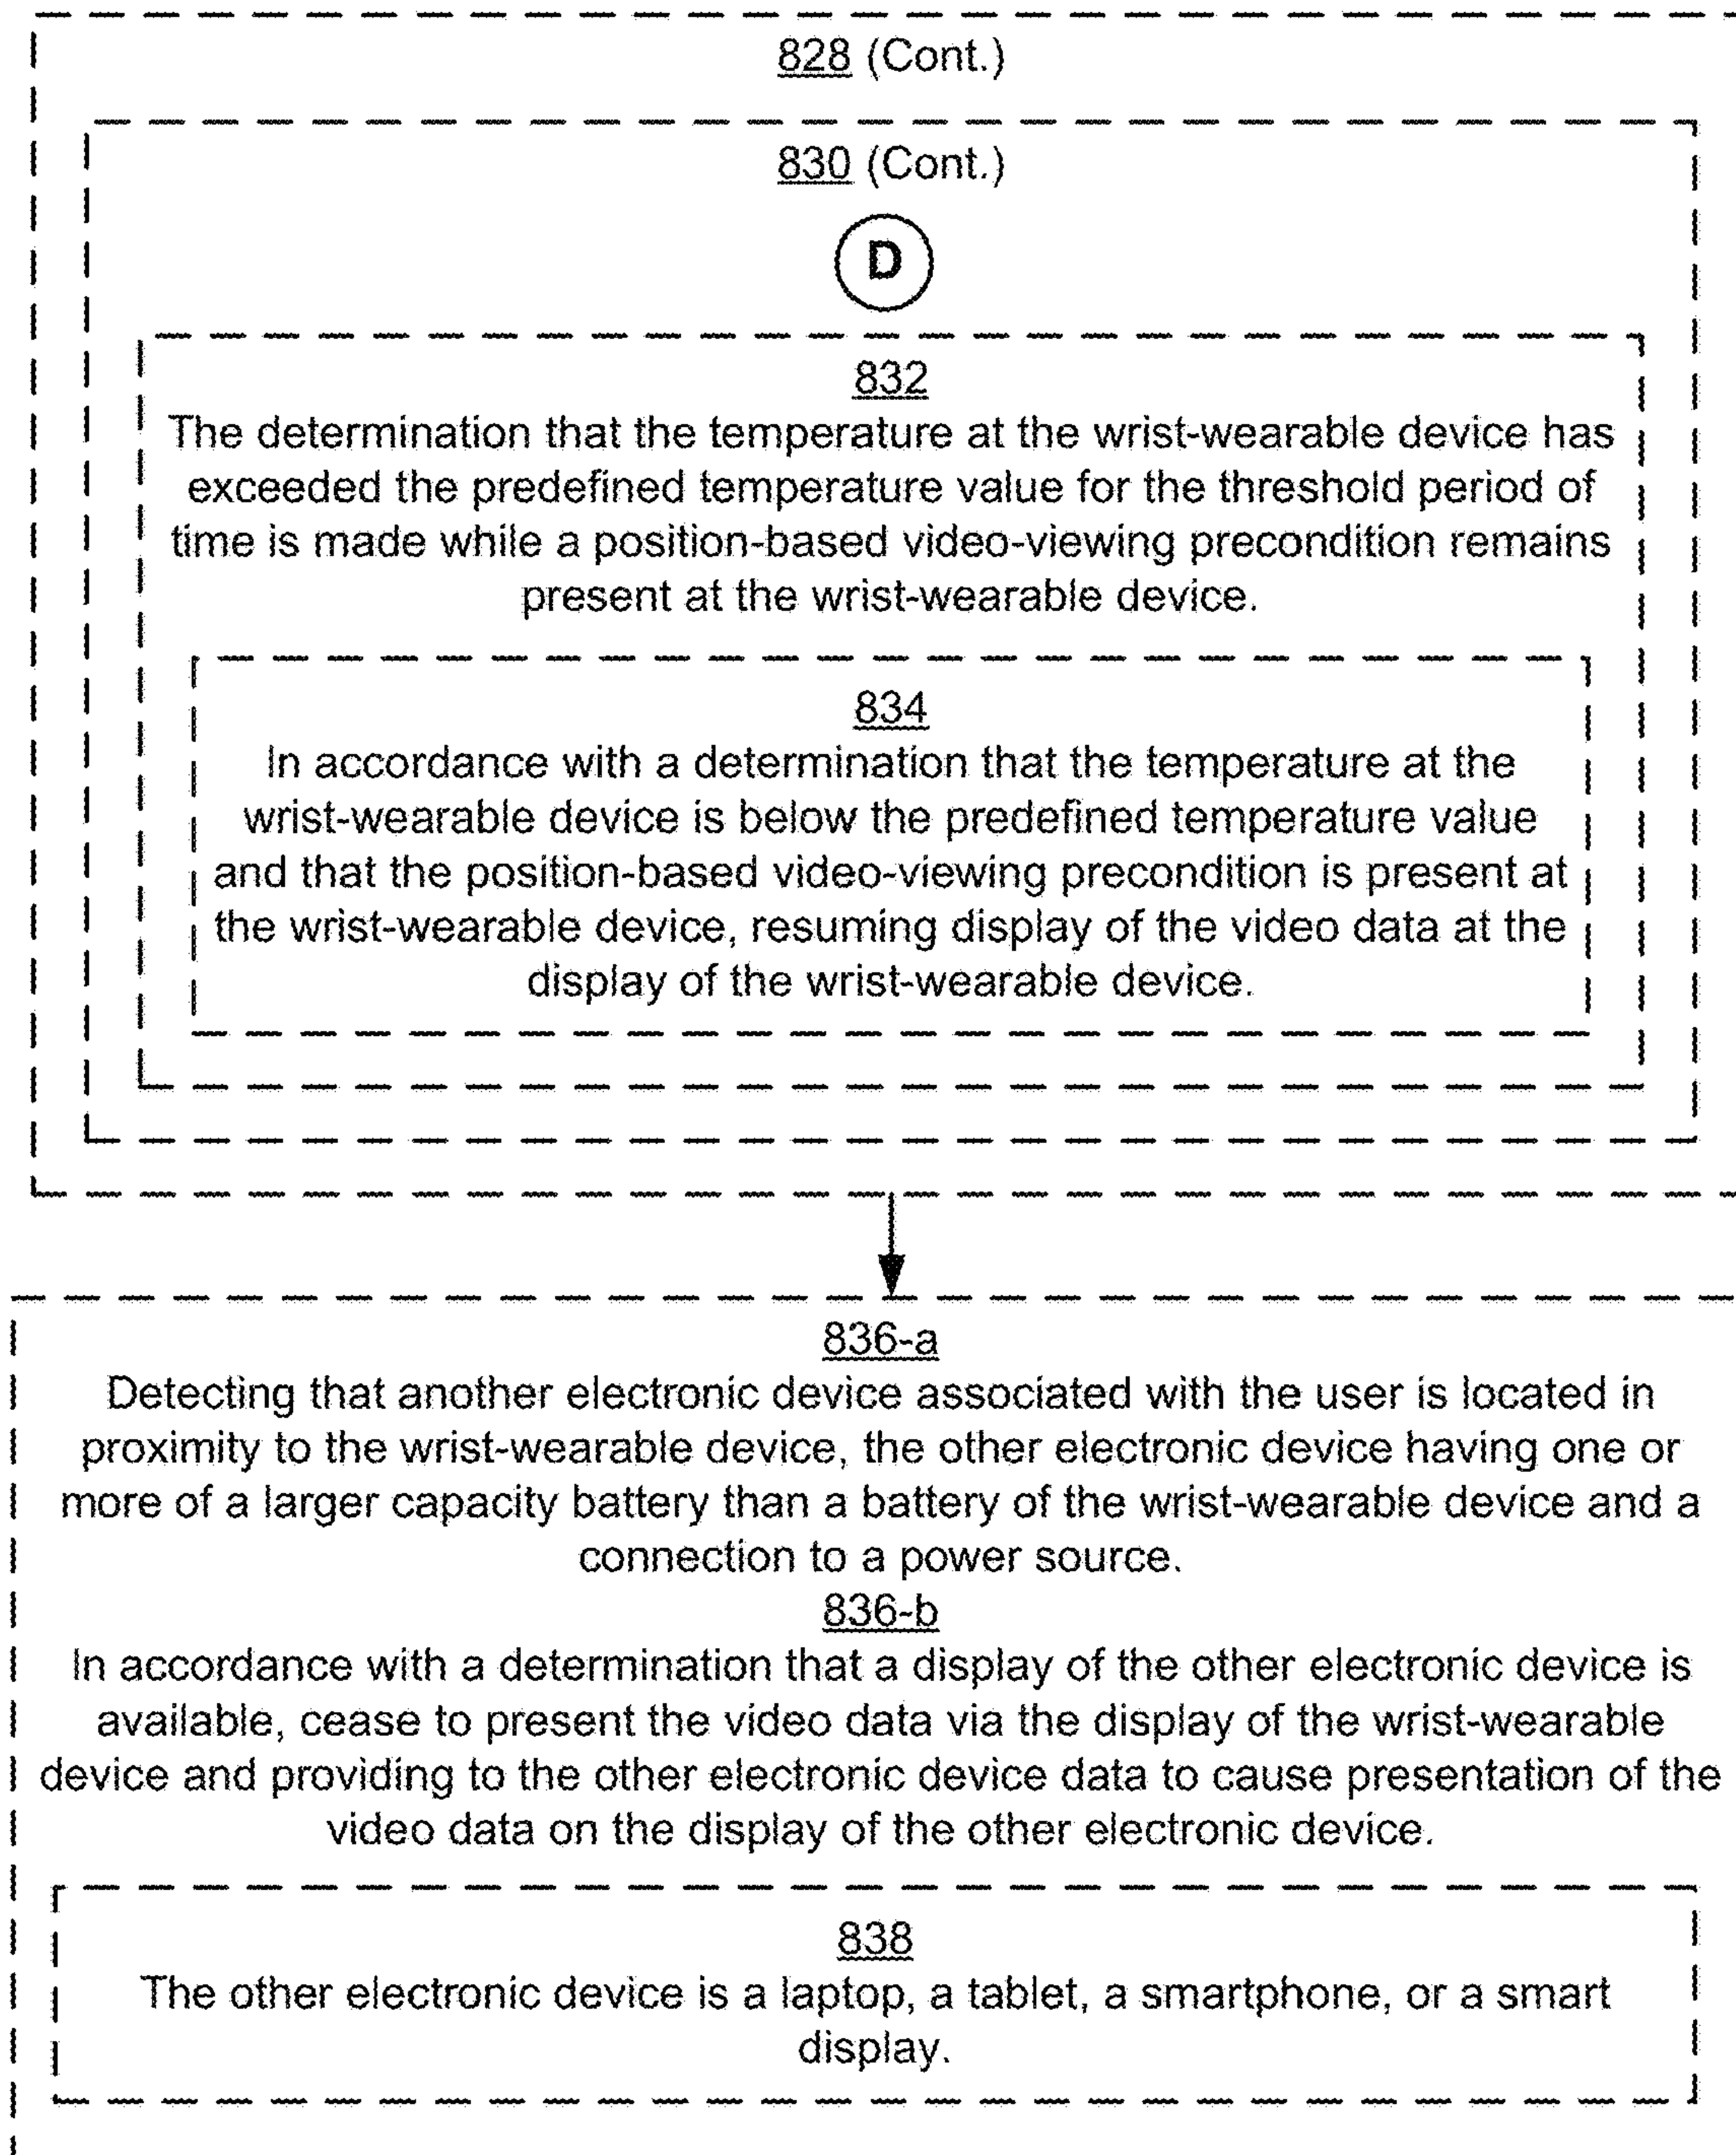 828 (Cont.)
830 (Cont.)
D
832
The determination that the temperature at the wrist-wearable device has
exceeded the predefined temperature value for the threshold period of
time is made while a position-based video-viewing precondition remains
present at the wrist-wearable device.
834
In accordance with a determination that the temperature at the
wrist-wearable device is below the predefined temperature value
and that the position-based video-viewing precondition is present at
the wrist-wearable device, resuming display of the video data at the
display of the wrist-wearable device.
836-a
Detecting that another electronic device associated with the user is located in
proximity to the wrist-wearable device, the other electronic device having one or
more of a larger capacity battery than a battery of the wrist-wearable device and a
connection to a power source.
836-b
In accordance with a determination that a display of the other electronic device is
available, cease to present the video data via the display of the wrist-wearable
device and providing to the other electronic device data to cause presentation of the
video data on the display of the other electronic device.
838
The other electronic device is a laptop, a tablet, a smartphone, or a smart
display.